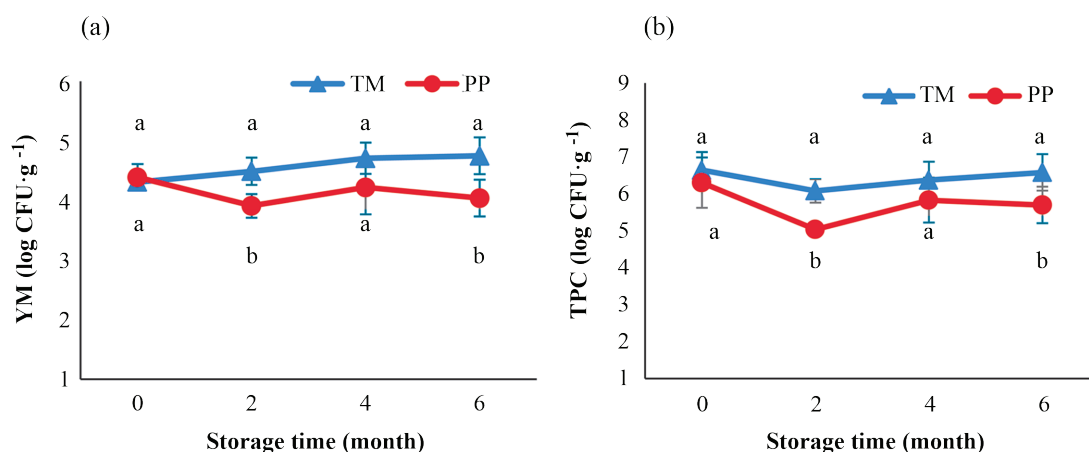 (a)
YM (log CFU·g⁻¹)
6
5
4
3
2
1
TM PP
a a a a
a b a b
0 2 4 6
Storage time (month)
(b)
TPC (log CFU·g⁻¹)
9
8
7
6
5
4
3
2
1
TM PP
a a a a
a b a b
0 2 4 6
Storage time (month)